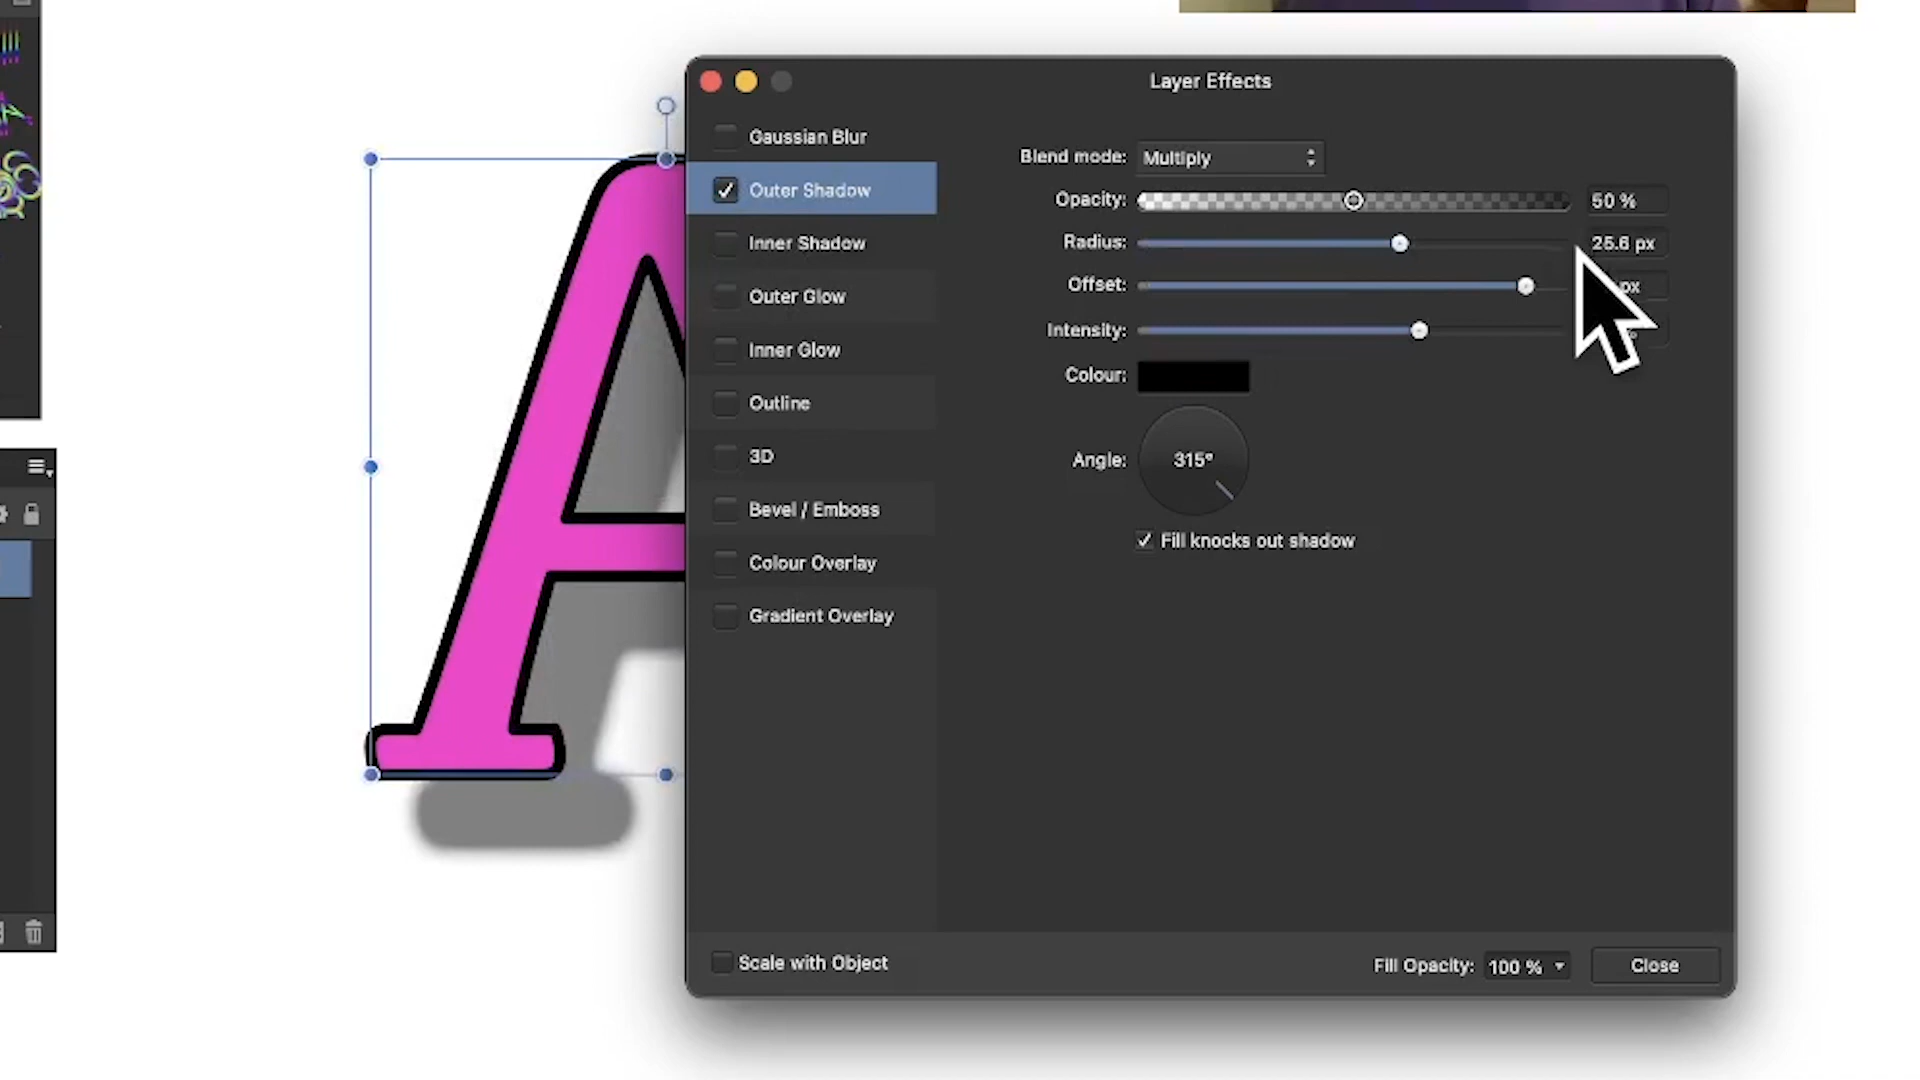 Layer Effects
Gaussian Blur
Outer Shadow
Inner Shadow
Outer Glow
Inner Glow
Outline
3D
Bevel / Emboss
Colour Overlay
Gradient Overlay
Blend mode: Multiply
Opacity: 50 %
Radius: 25.6 px
Offset: px
Intensity:
Colour:
Angle: 315°
Fill knocks out shadow
Scale with Object
Fill Opacity: 100 %
Close
A